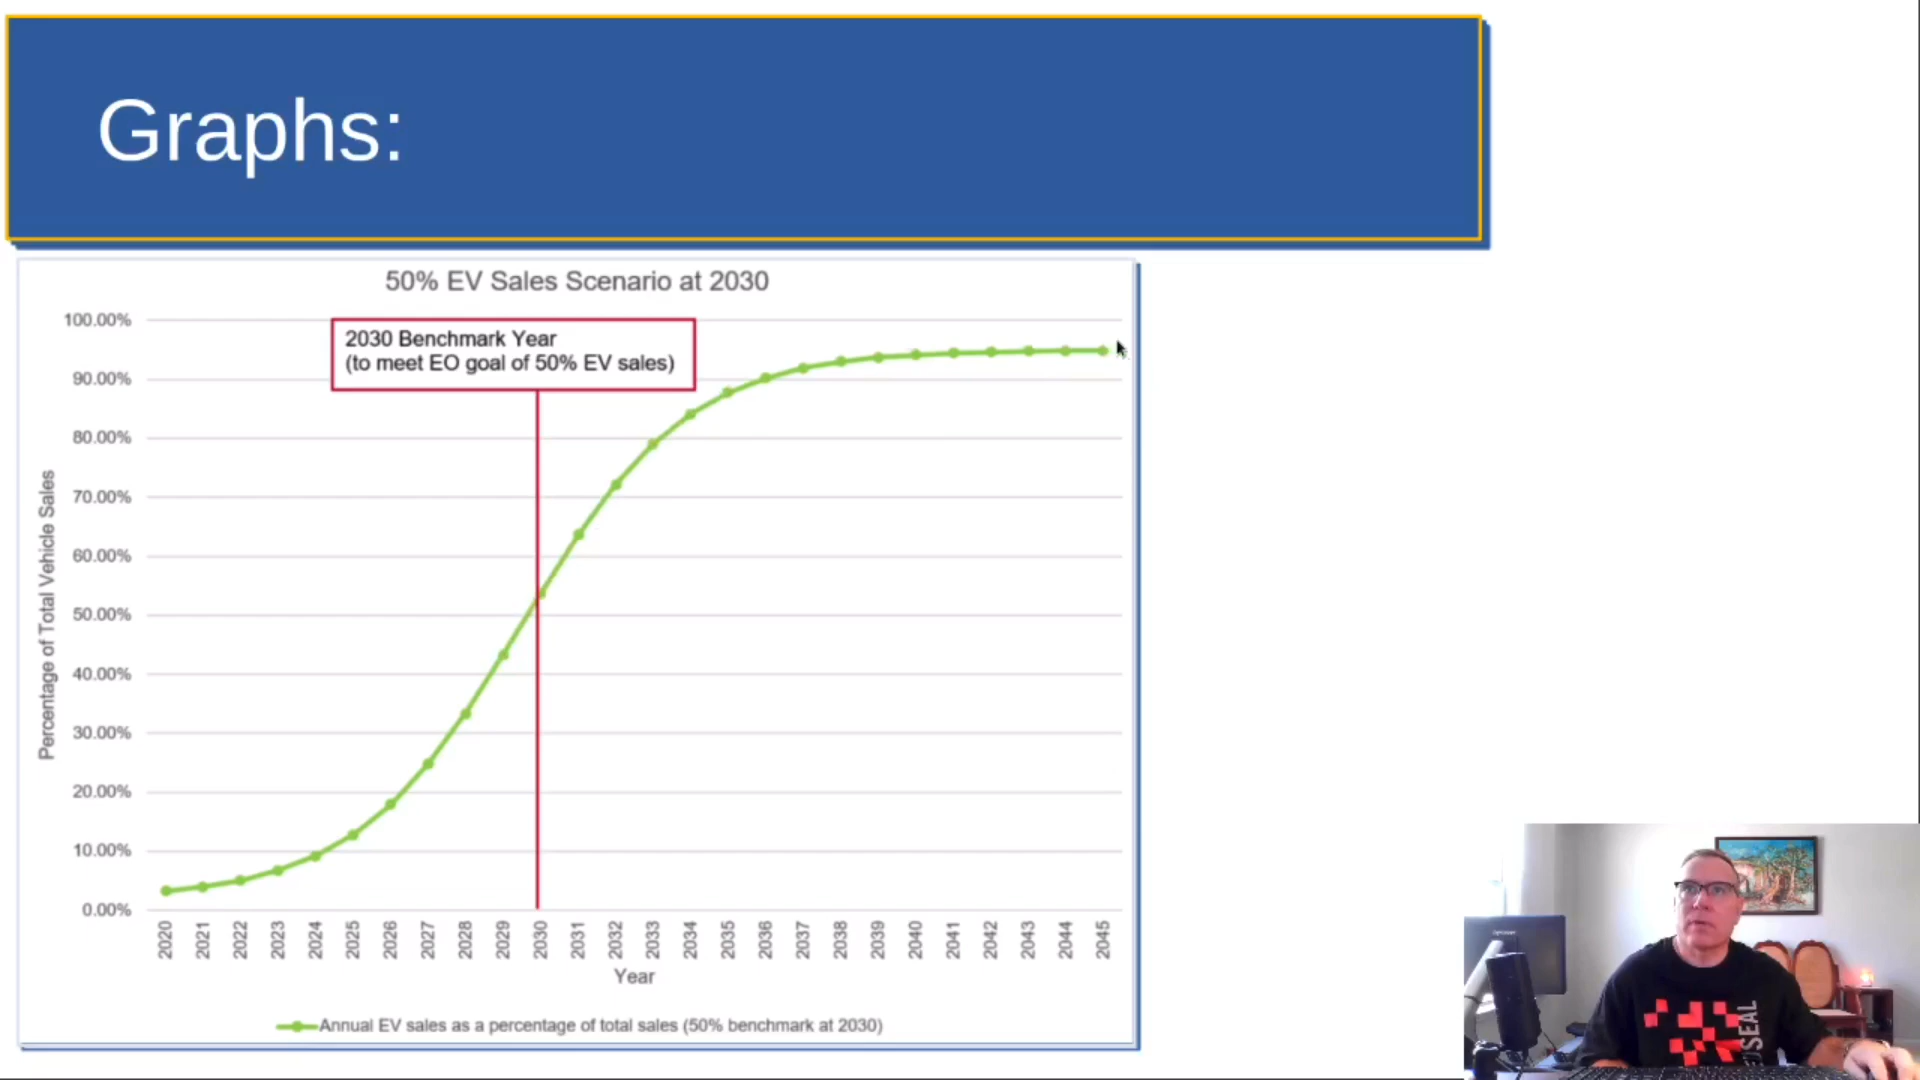 Graphs:
50% EV Sales Scenario at 2030
2030 Benchmark Year
(to meet EO goal of 50% EV sales)
100.00%
90.00%
80.00%
70.00%
60.00%
50.00%
40.00%
30.00%
20.00%
10.00%
0.00%
Percentage of Total Vehicle Sales
2020 2021 2022 2023 2024 2025 2026 2027 2028 2029 2030 2031 2032 2033 2034 2035 2036 2037 2038 2039 2040 2041 2042 2043 2044 2045
Year
Annual EV sales as a percentage of total sales (50% benchmark at 2030)